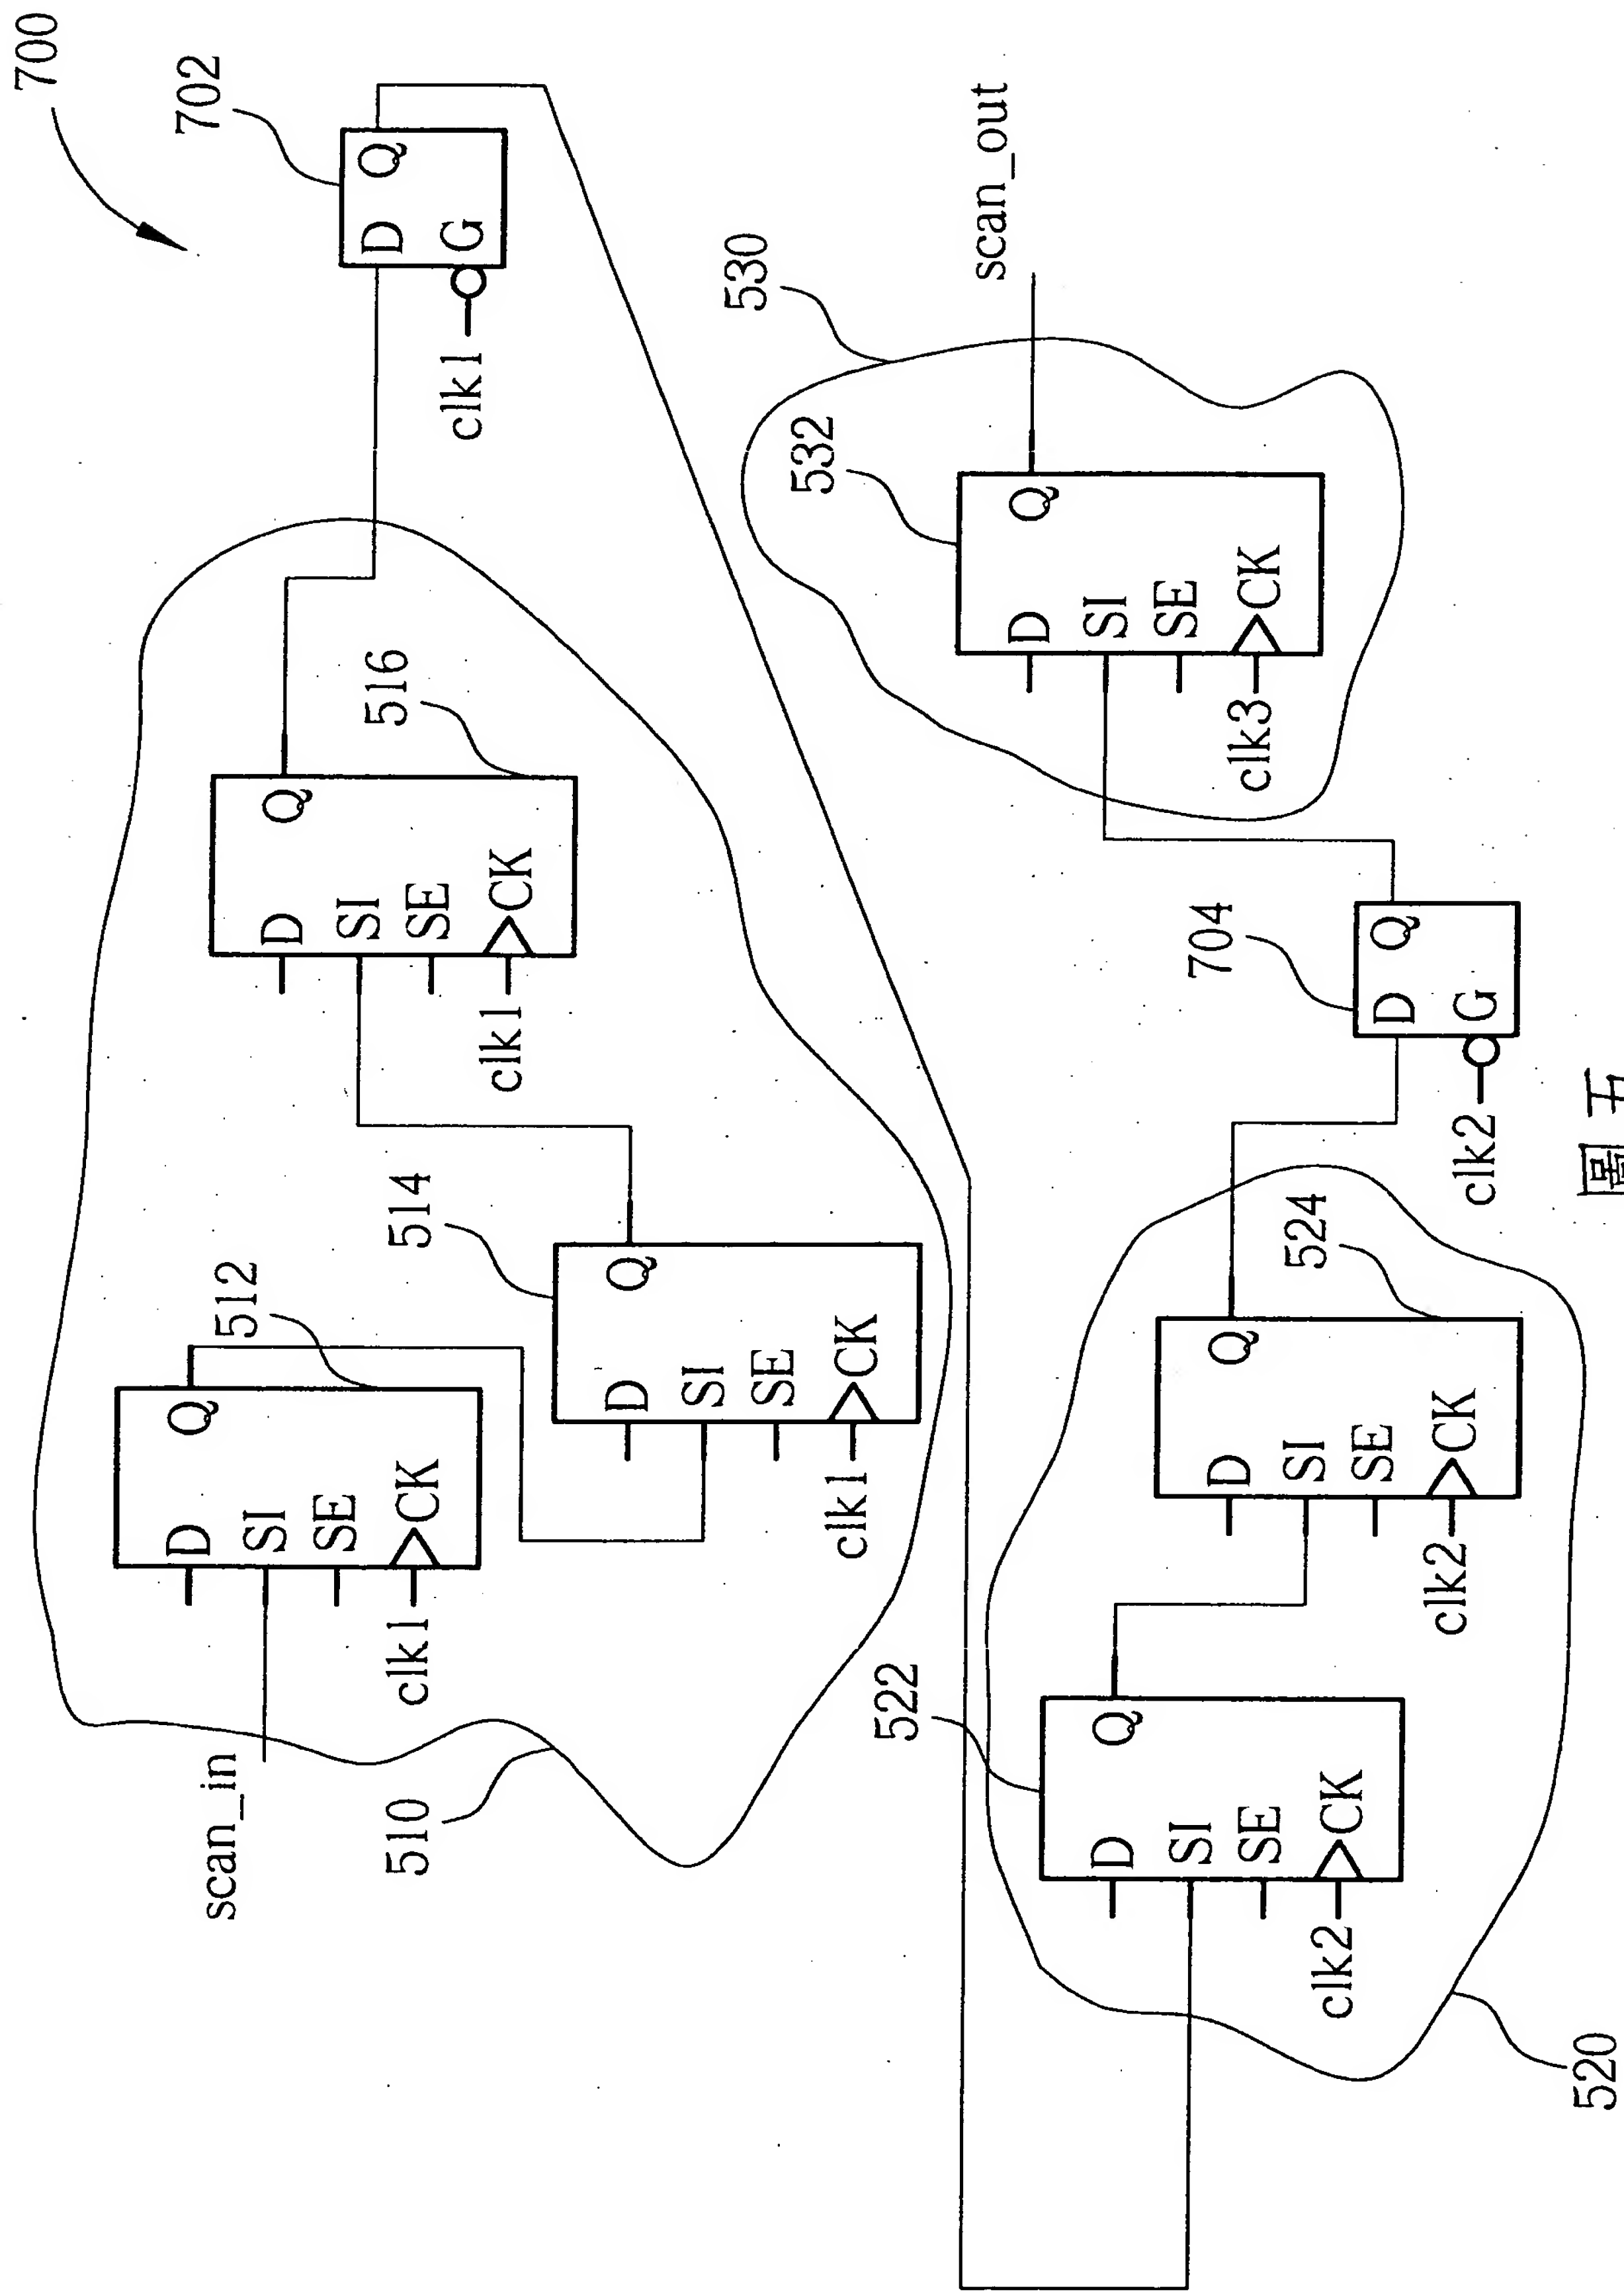 700
702
D
Q
G
clk1
516
D
Q
SI
SE
CK
clk1
512
D
Q
SI
SE
CK
clk1
scan_in
514
D
Q
SI
SE
CK
clk1
510
530
scan_out
532
D
Q
SI
SE
CK
clk3
704
D
Q
G
clk2
524
D
Q
SI
SE
CK
clk2
522
D
Q
SI
SE
CK
clk2
520
圖五